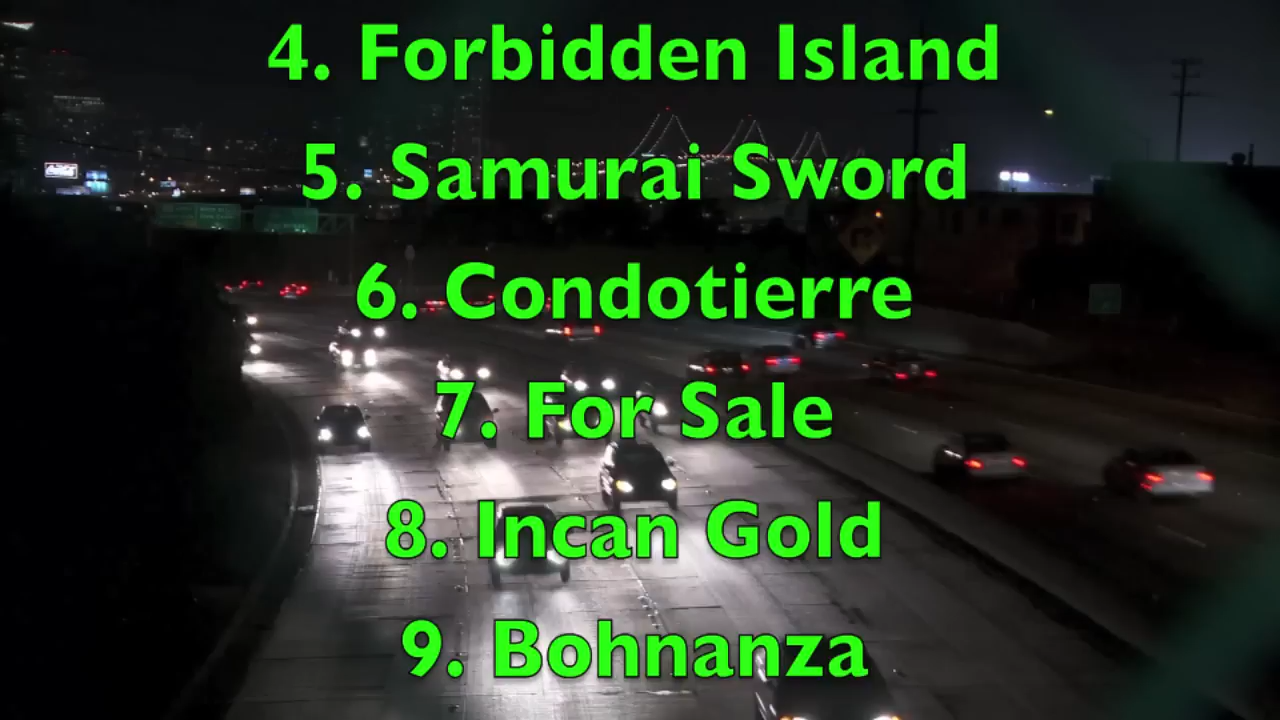 4. Forbidden Island
5. Samurai Sword
6. Condotierre
7. For Sale
8. Incan Gold
9. Bohnanza